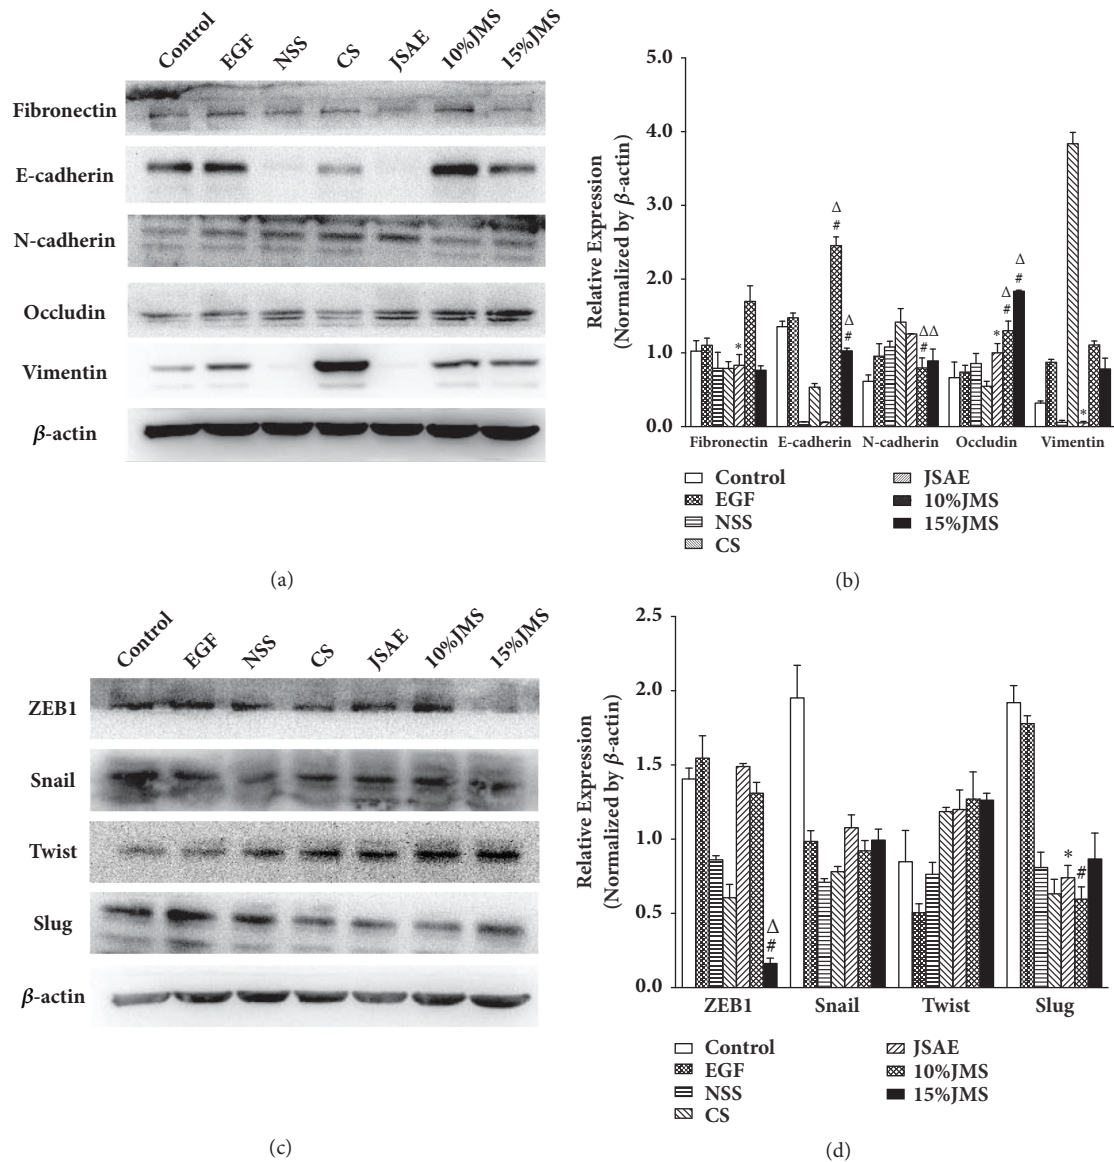 Control EGF NSS CS JSAE 10%JMS 15%JMS
Fibronectin
E-cadherin
N-cadherin
Occludin
Vimentin
β-actin
(a)
Relative Expression
(Normalized by β-actin)
5.0
4.0
3.0
2.0
1.0
0.0
* Δ # Δ # Δ # ΔΔ * Δ # Δ # *
Fibronectin E-cadherin N-cadherin Occludin Vimentin
Control
EGF
NSS
CS
JSAE
10%JMS
15%JMS
(b)
Control EGF NSS CS JSAE 10%JMS 15%JMS
ZEB1
Snail
Twist
Slug
β-actin
(c)
Relative Expression
(Normalized by β-actin)
2.5
2.0
1.5
1.0
0.5
0.0
Δ # * #
ZEB1 Snail Twist Slug
Control
EGF
NSS
CS
JSAE
10%JMS
15%JMS
(d)